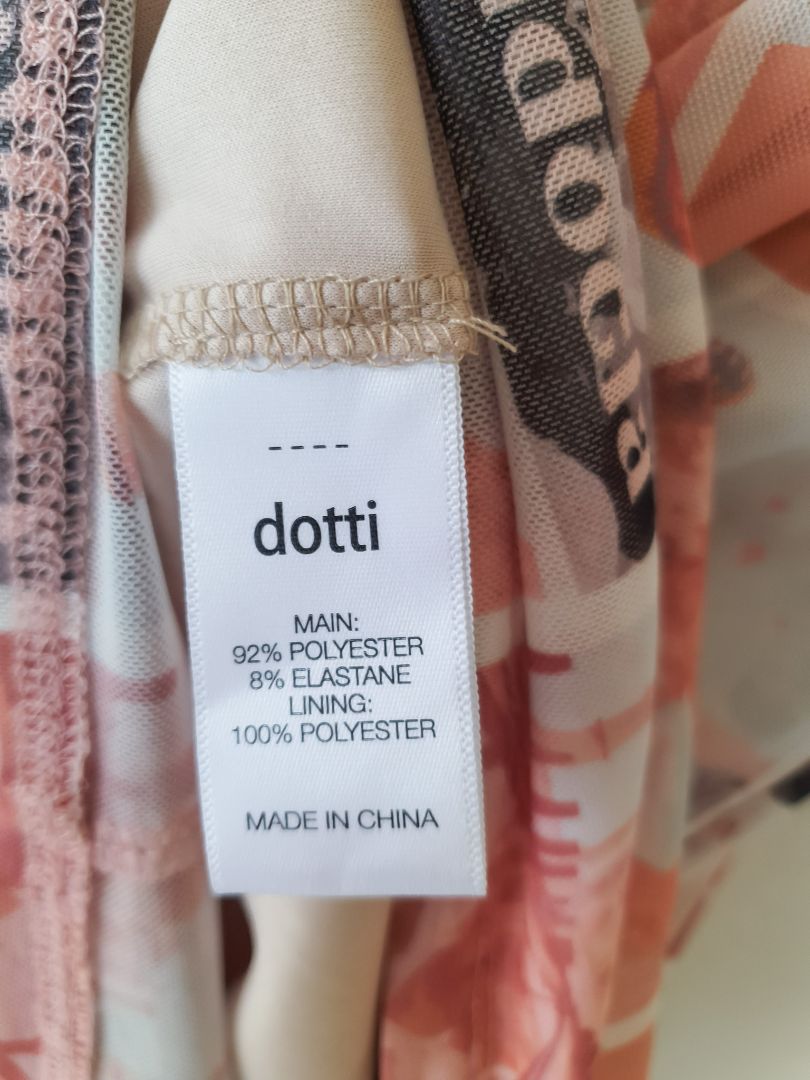 ----
dotti
MAIN:
92% POLYESTER
8% ELASTANE
LINING:
100% POLYESTER
MADE IN CHINA